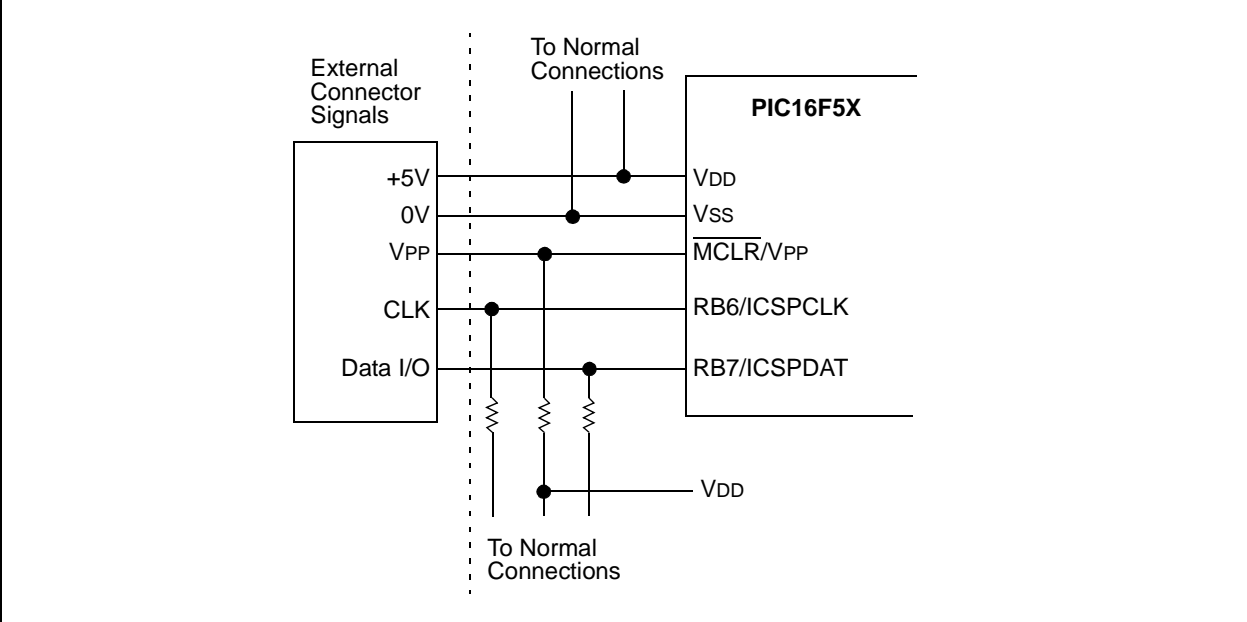 To Normal
Connections
External
Connector
Signals
PIC16F5X
+5V
VDD
0V
VSS
VPP
MCLR/VPP
CLK
RB6/ICSPCLK
Data I/O
RB7/ICSPDAT
VDD
To Normal
Connections